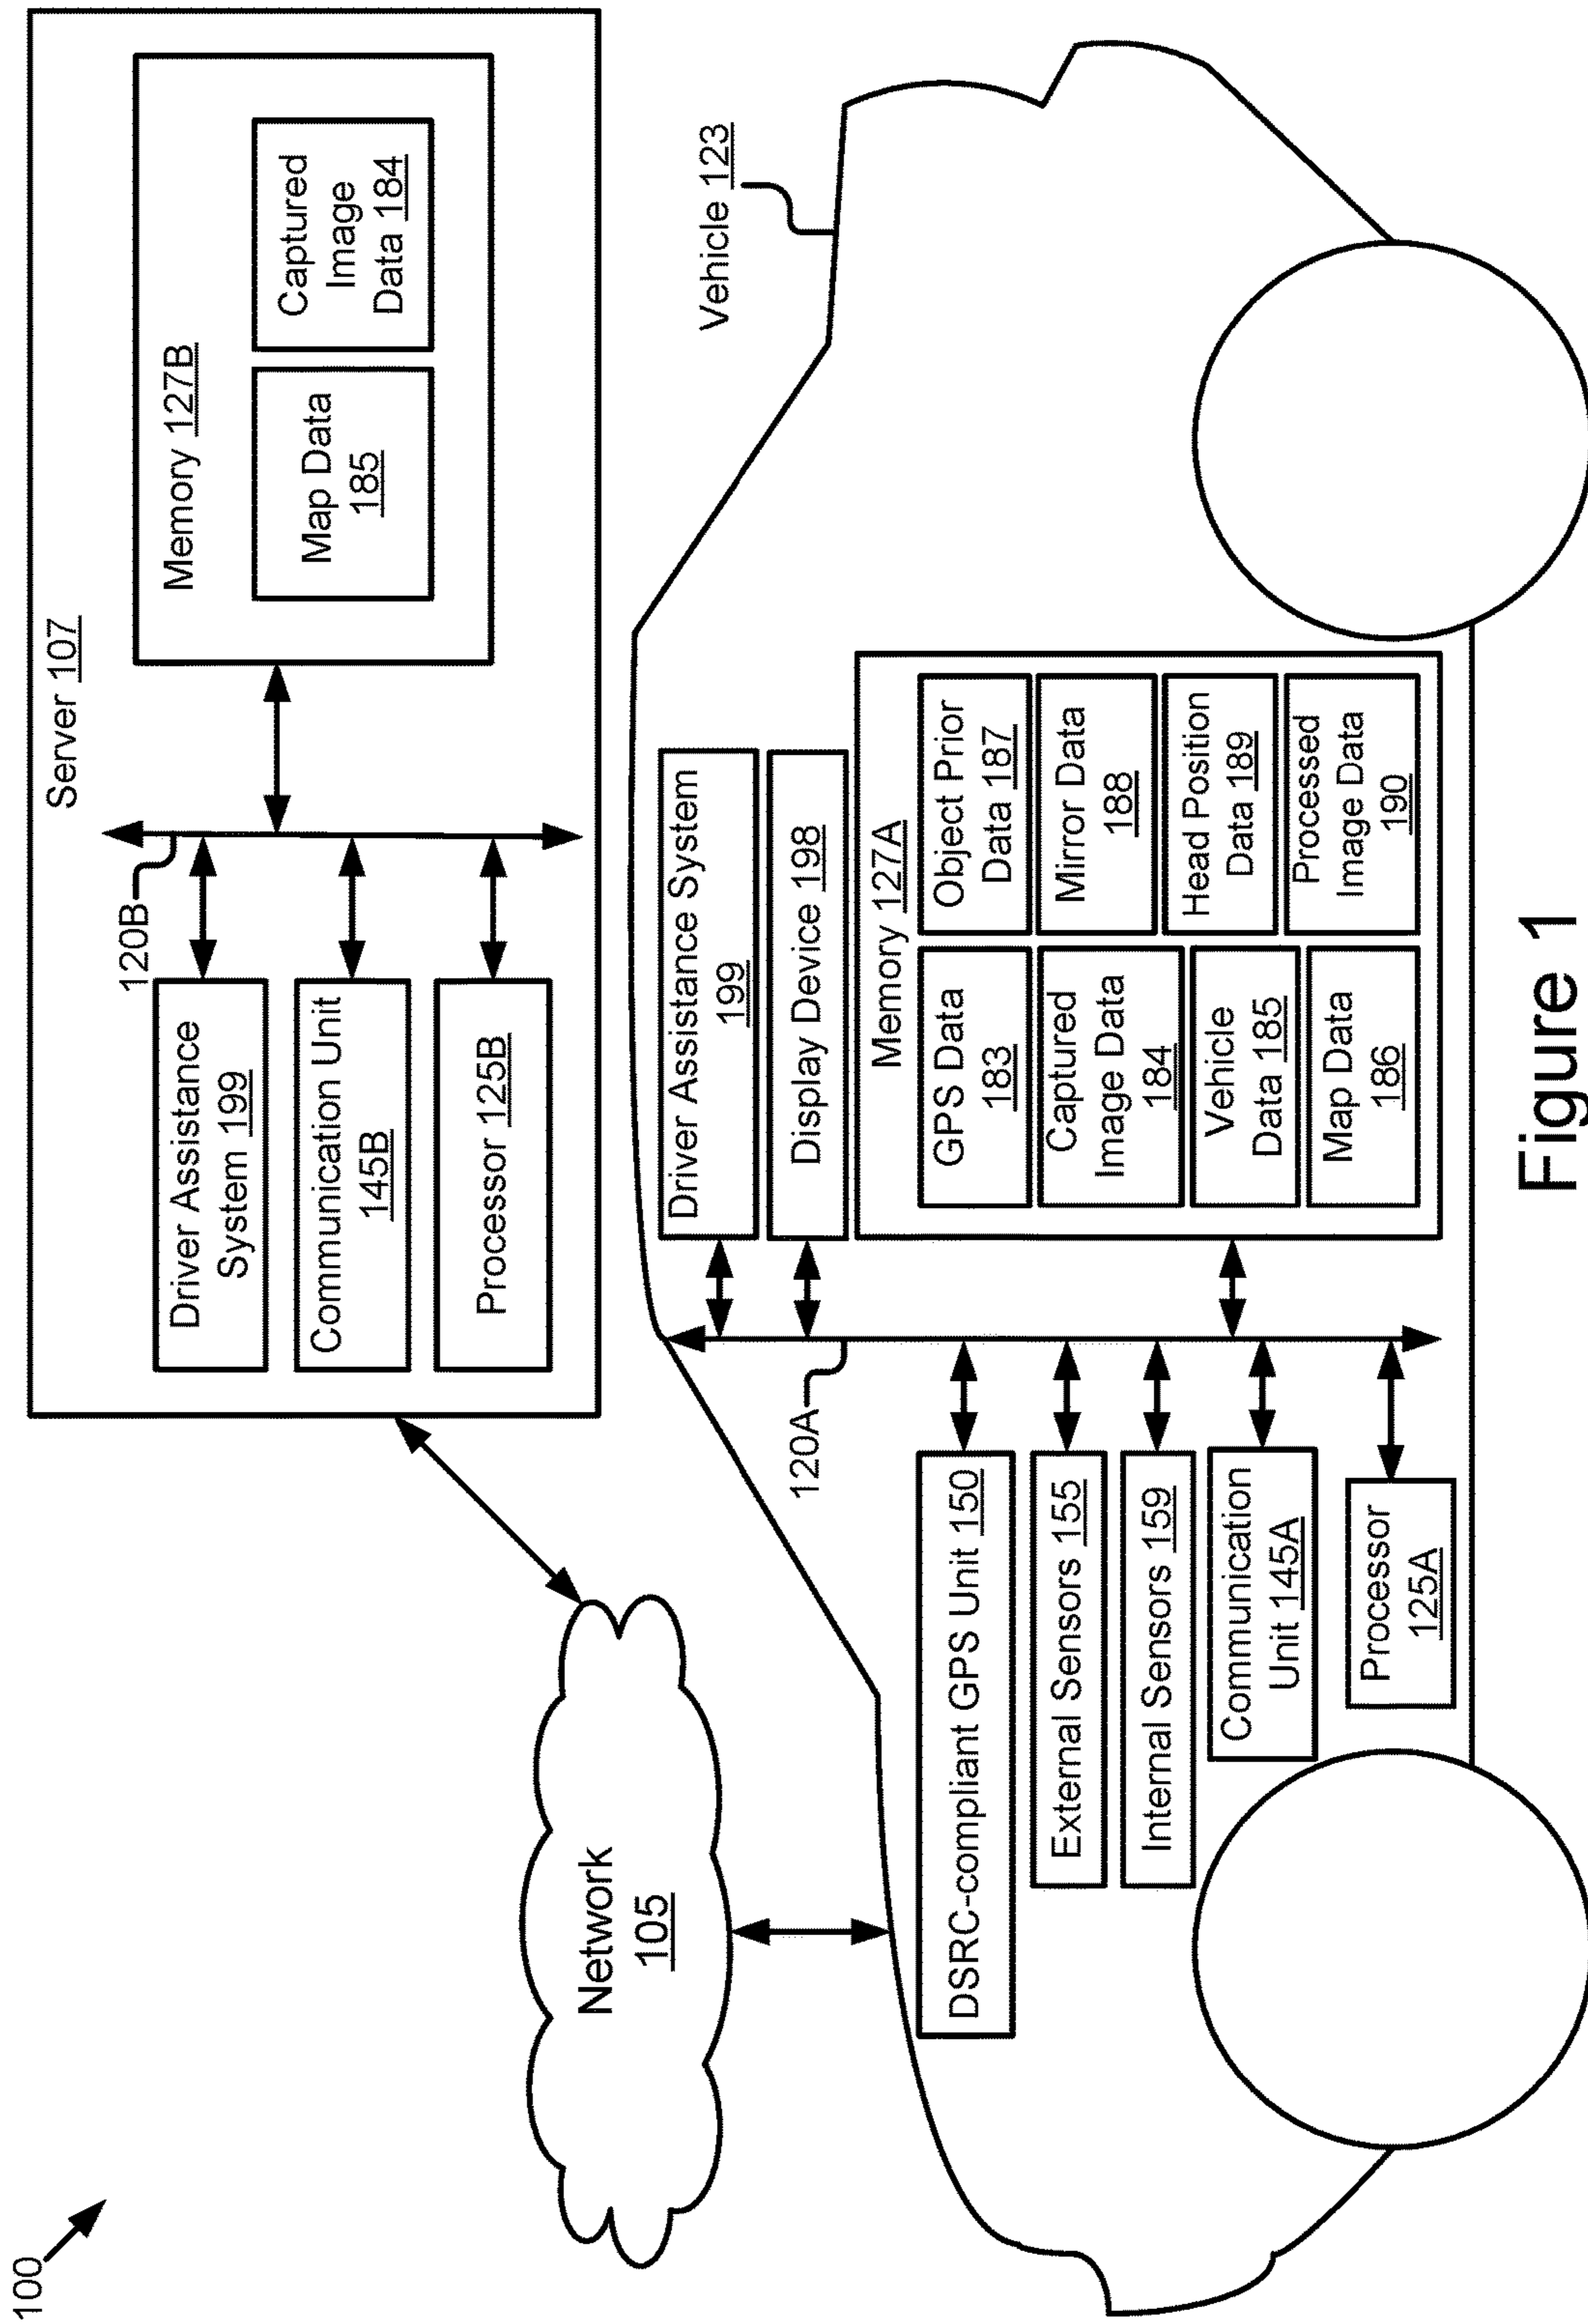 100
Server 107
Driver Assistance
System 199
Communication Unit
145B
Processor 125B
120B
Memory 127B
Map Data
185
Captured
Image
Data 184
Network
105
Vehicle 123
Driver Assistance System
199
Display Device 198
120A
DSRC-compliant GPS Unit 150
External Sensors 155
Internal Sensors 159
Communication
Unit 145A
Processor
125A
Memory 127A
GPS Data
183
Object Prior
Data 187
Captured
Image Data
184
Mirror Data
188
Vehicle
Data 185
Head Position
Data 189
Map Data
186
Processed
Image Data
190
Figure 1